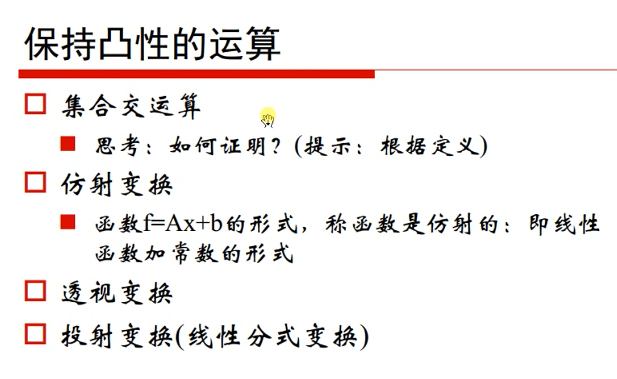 保持凸性的运算
集合交运算
思考：如何证明？(提示：根据定义)
仿射变换
函数f=Ax+b的形式，称函数是仿射的：即线性
函数加常数的形式
透视变换
投射变换(线性分式变换)